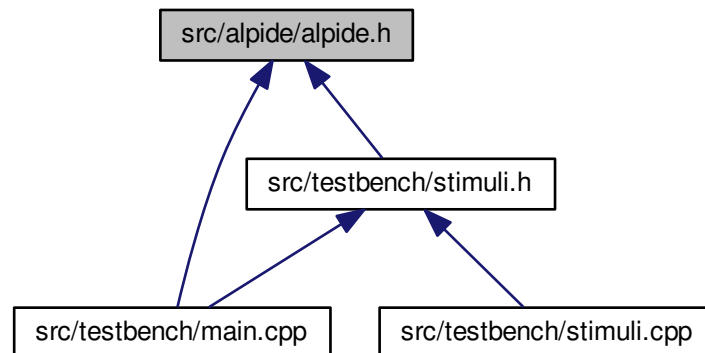 src/alpide/alpide.h
src/testbench/stimuli.h
src/testbench/main.cpp
src/testbench/stimuli.cpp